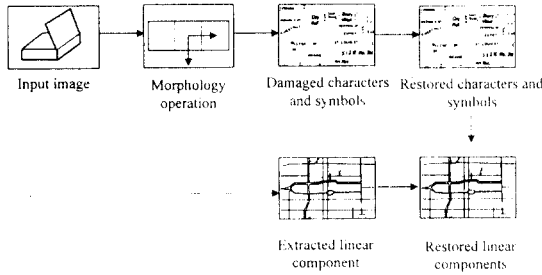 Input image
Morphology
operation
Damaged characters
and symbols
Restored characters and
symbols
Extracted linear
component
Restored linear
components